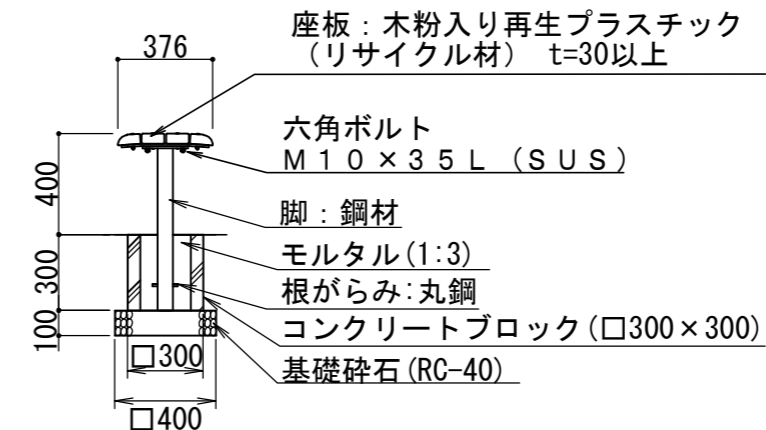 座板：木粉入り再生プラスチック
（リサイクル材） t=30以上
376
六角ボルト
Ｍ１０×３５Ｌ（ＳＵＳ）
400
脚：鋼材
モルタル(1:3)
300
根がらみ:丸鋼
コンクリートブロック(□300×300)
100
□300
基礎砕石(RC-40)
□400